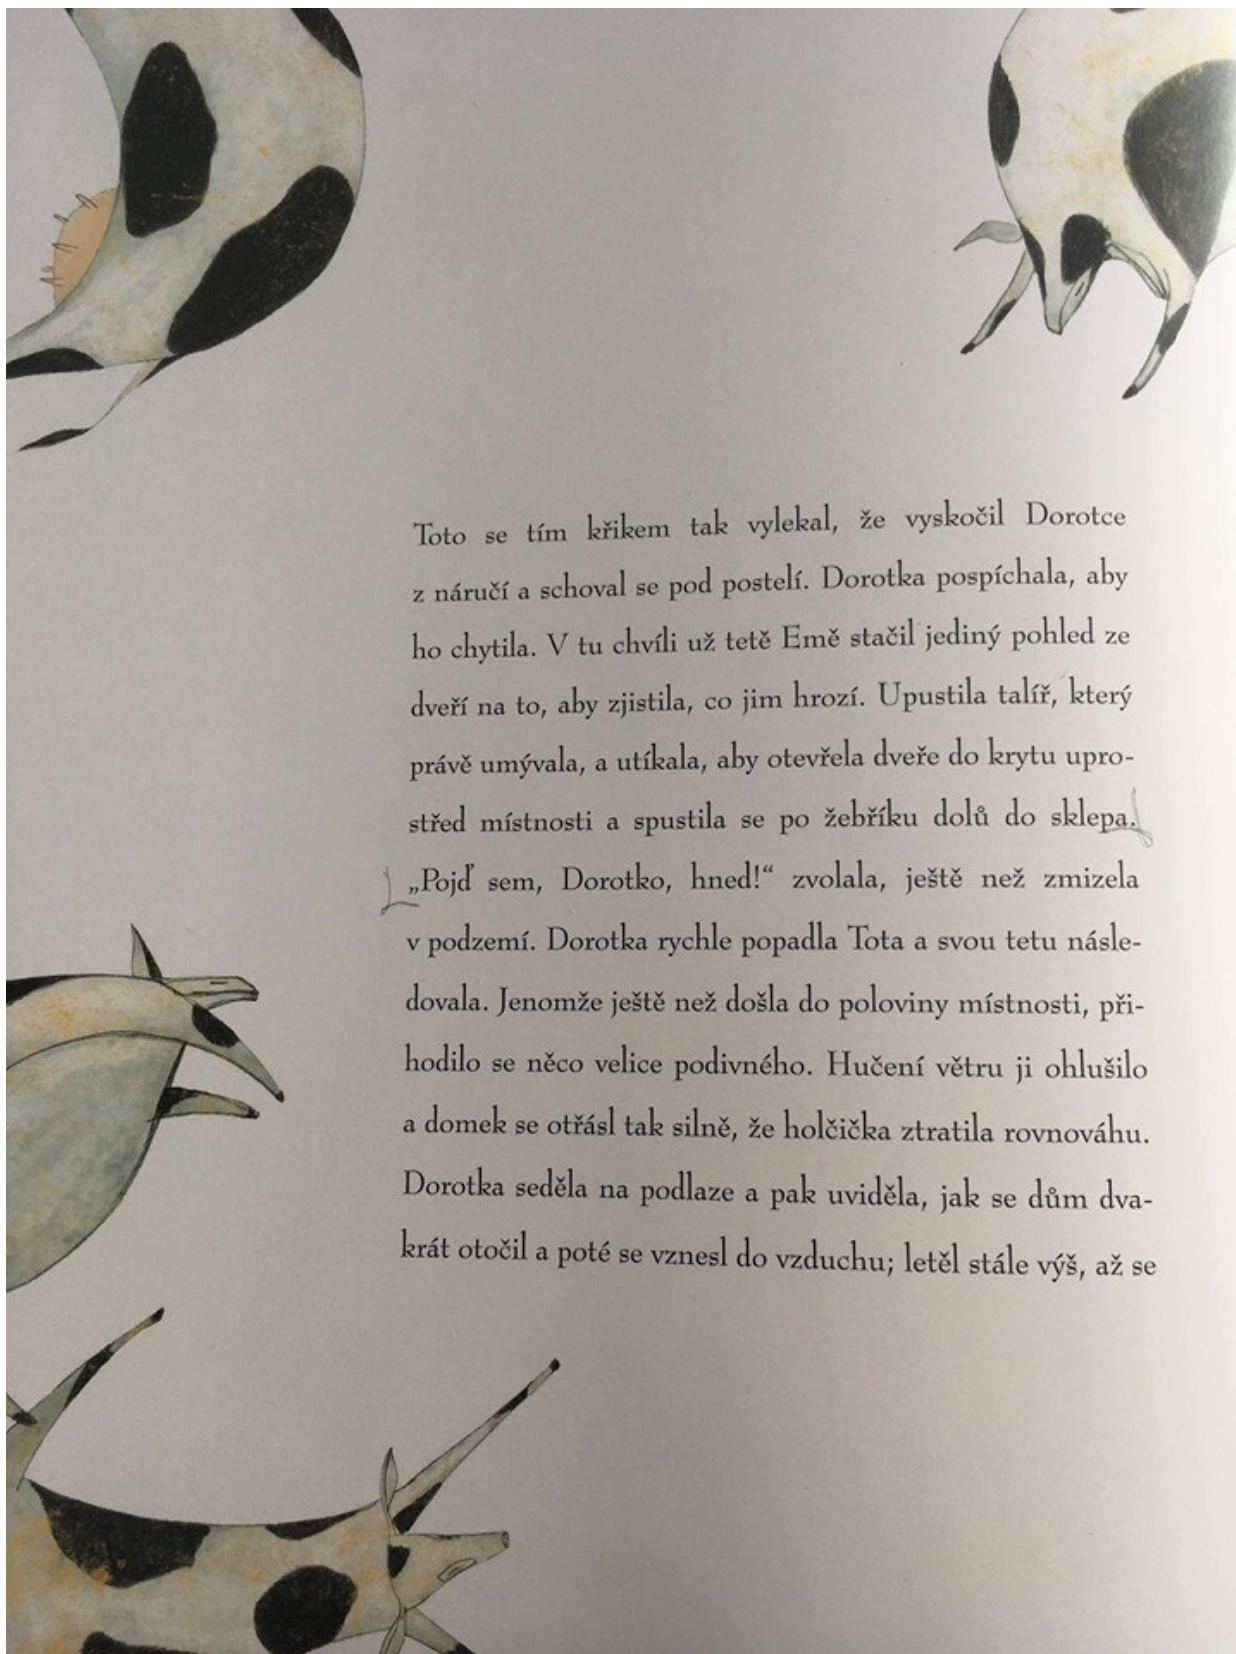 Toto se tím křikem tak vylekal, že vyskočil Dorotce
z náručí a schoval se pod postelí. Dorotka pospíchala, aby
ho chytila. V tu chvíli už tetě Emě stačil jediný pohled ze
dveří na to, aby zjistila, co jim hrozí. Upustila talíř, který
právě umývala, a utíkala, aby otevřela dveře do krytu upro-
střed místnosti a spustila se po žebříku dolů do sklepa.
„Pojď sem, Dorotko, hned!“ zvolala, ještě než zmizela
v podzemí. Dorotka rychle popadla Tota a svou tetu násle-
dovala. Jenomže ještě než došla do poloviny místnosti, při-
hodilo se něco velice podivného. Hučení větru ji ohlušilo
a domek se otřásl tak silně, že holčička ztratila rovnováhu.
Dorotka seděla na podlaze a pak uviděla, jak se dům dva-
krát otočil a poté se vznesl do vzduchu; letěl stále výš, až se